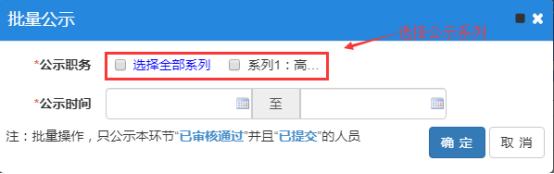 批量公示
选择公示系列
*公示职务 选择全部系列 系列1：高...
*公示时间 至
注：批量操作，只公示本环节“已审核通过”并且“已提交”的人员
确定 取消